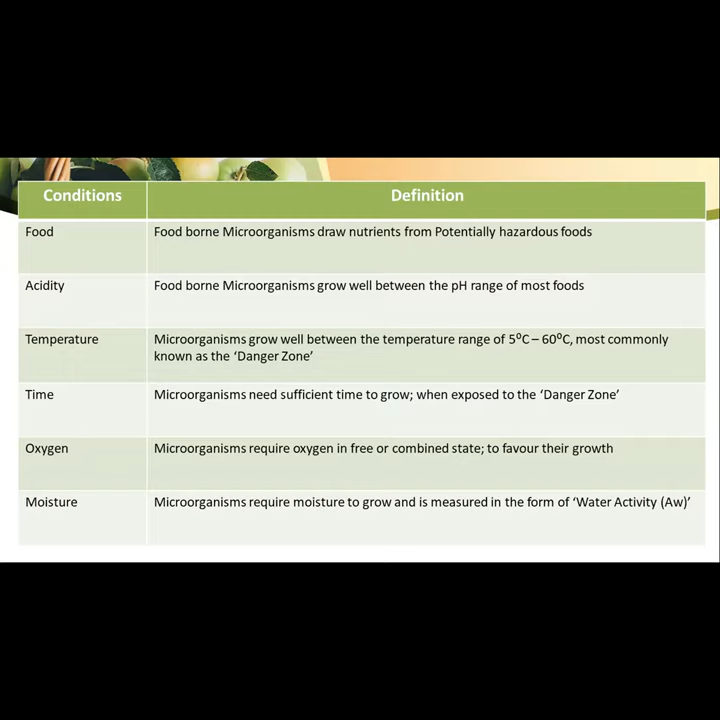 Conditions Definition
Food Food borne Microorganisms draw nutrients from Potentially hazardous foods
Acidity Food borne Microorganisms grow well between the pH range of most foods
Temperature Microorganisms grow well between the temperature range of 5⁰C – 60⁰C, most commonly
known as the ‘Danger Zone’
Time Microorganisms need sufficient time to grow; when exposed to the ‘Danger Zone’
Oxygen Microorganisms require oxygen in free or combined state; to favour their growth
Moisture Microorganisms require moisture to grow and is measured in the form of ‘Water Activity (Aw)’